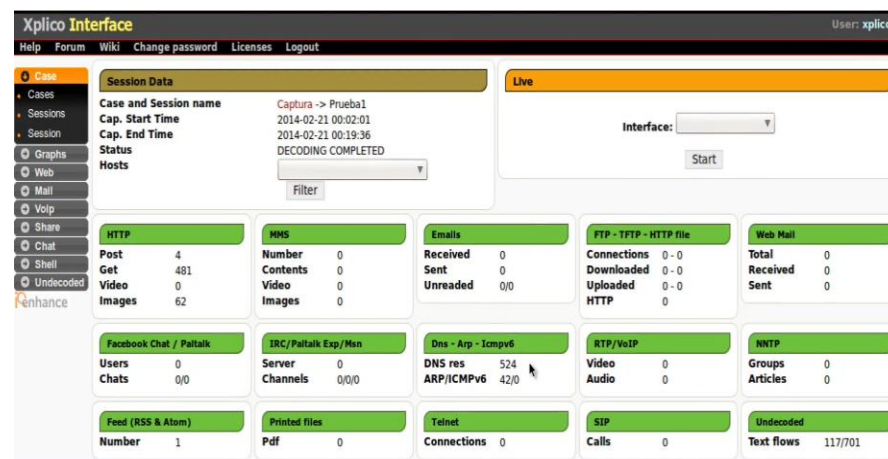 Xplico Interface
User: xplico
Help Forum Wiki Change password Licenses Logout
Case
Cases
Sessions
Session
Graphs
Web
Mail
Voip
Share
Chat
Shell
Undecoded
enhance
Session Data
Case and Session name Captura -> Prueba1
Cap. Start Time 2014-02-21 00:02:01
Cap. End Time 2014-02-21 00:19:36
Status DECODING COMPLETED
Hosts
Filter
Live
Interface:
Start
HTTP
Post 4
Get 481
Video 0
Images 62
MMS
Number 0
Contents 0
Video 0
Images 0
Emails
Received 0
Sent 0
Unreaded 0/0
FTP - TFTP - HTTP file
Connections 0 - 0
Downloaded 0 - 0
Uploaded 0 - 0
HTTP 0
Web Mail
Total 0
Received 0
Sent 0
Facebook Chat / Paltalk
Users 0
Chats 0/0
IRC/Paltalk Exp/Msn
Server 0
Channels 0/0/0
Dns - Arp - Icmpv6
DNS res 524
ARP/ICMPv6 42/0
RTP/VoIP
Video 0
Audio 0
NNTP
Groups 0
Articles 0
Feed (RSS & Atom)
Number 1
Printed files
Pdf 0
Telnet
Connections 0
SIP
Calls 0
Undecoded
Text flows 117/701